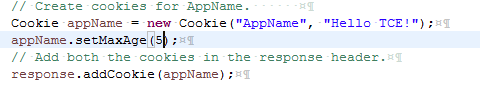 // Create cookies for AppName.
Cookie appName = new Cookie("AppName", "Hello TCE!");
appName.setMaxAge(5);
// Add both the cookies in the response header.
response.addCookie(appName);